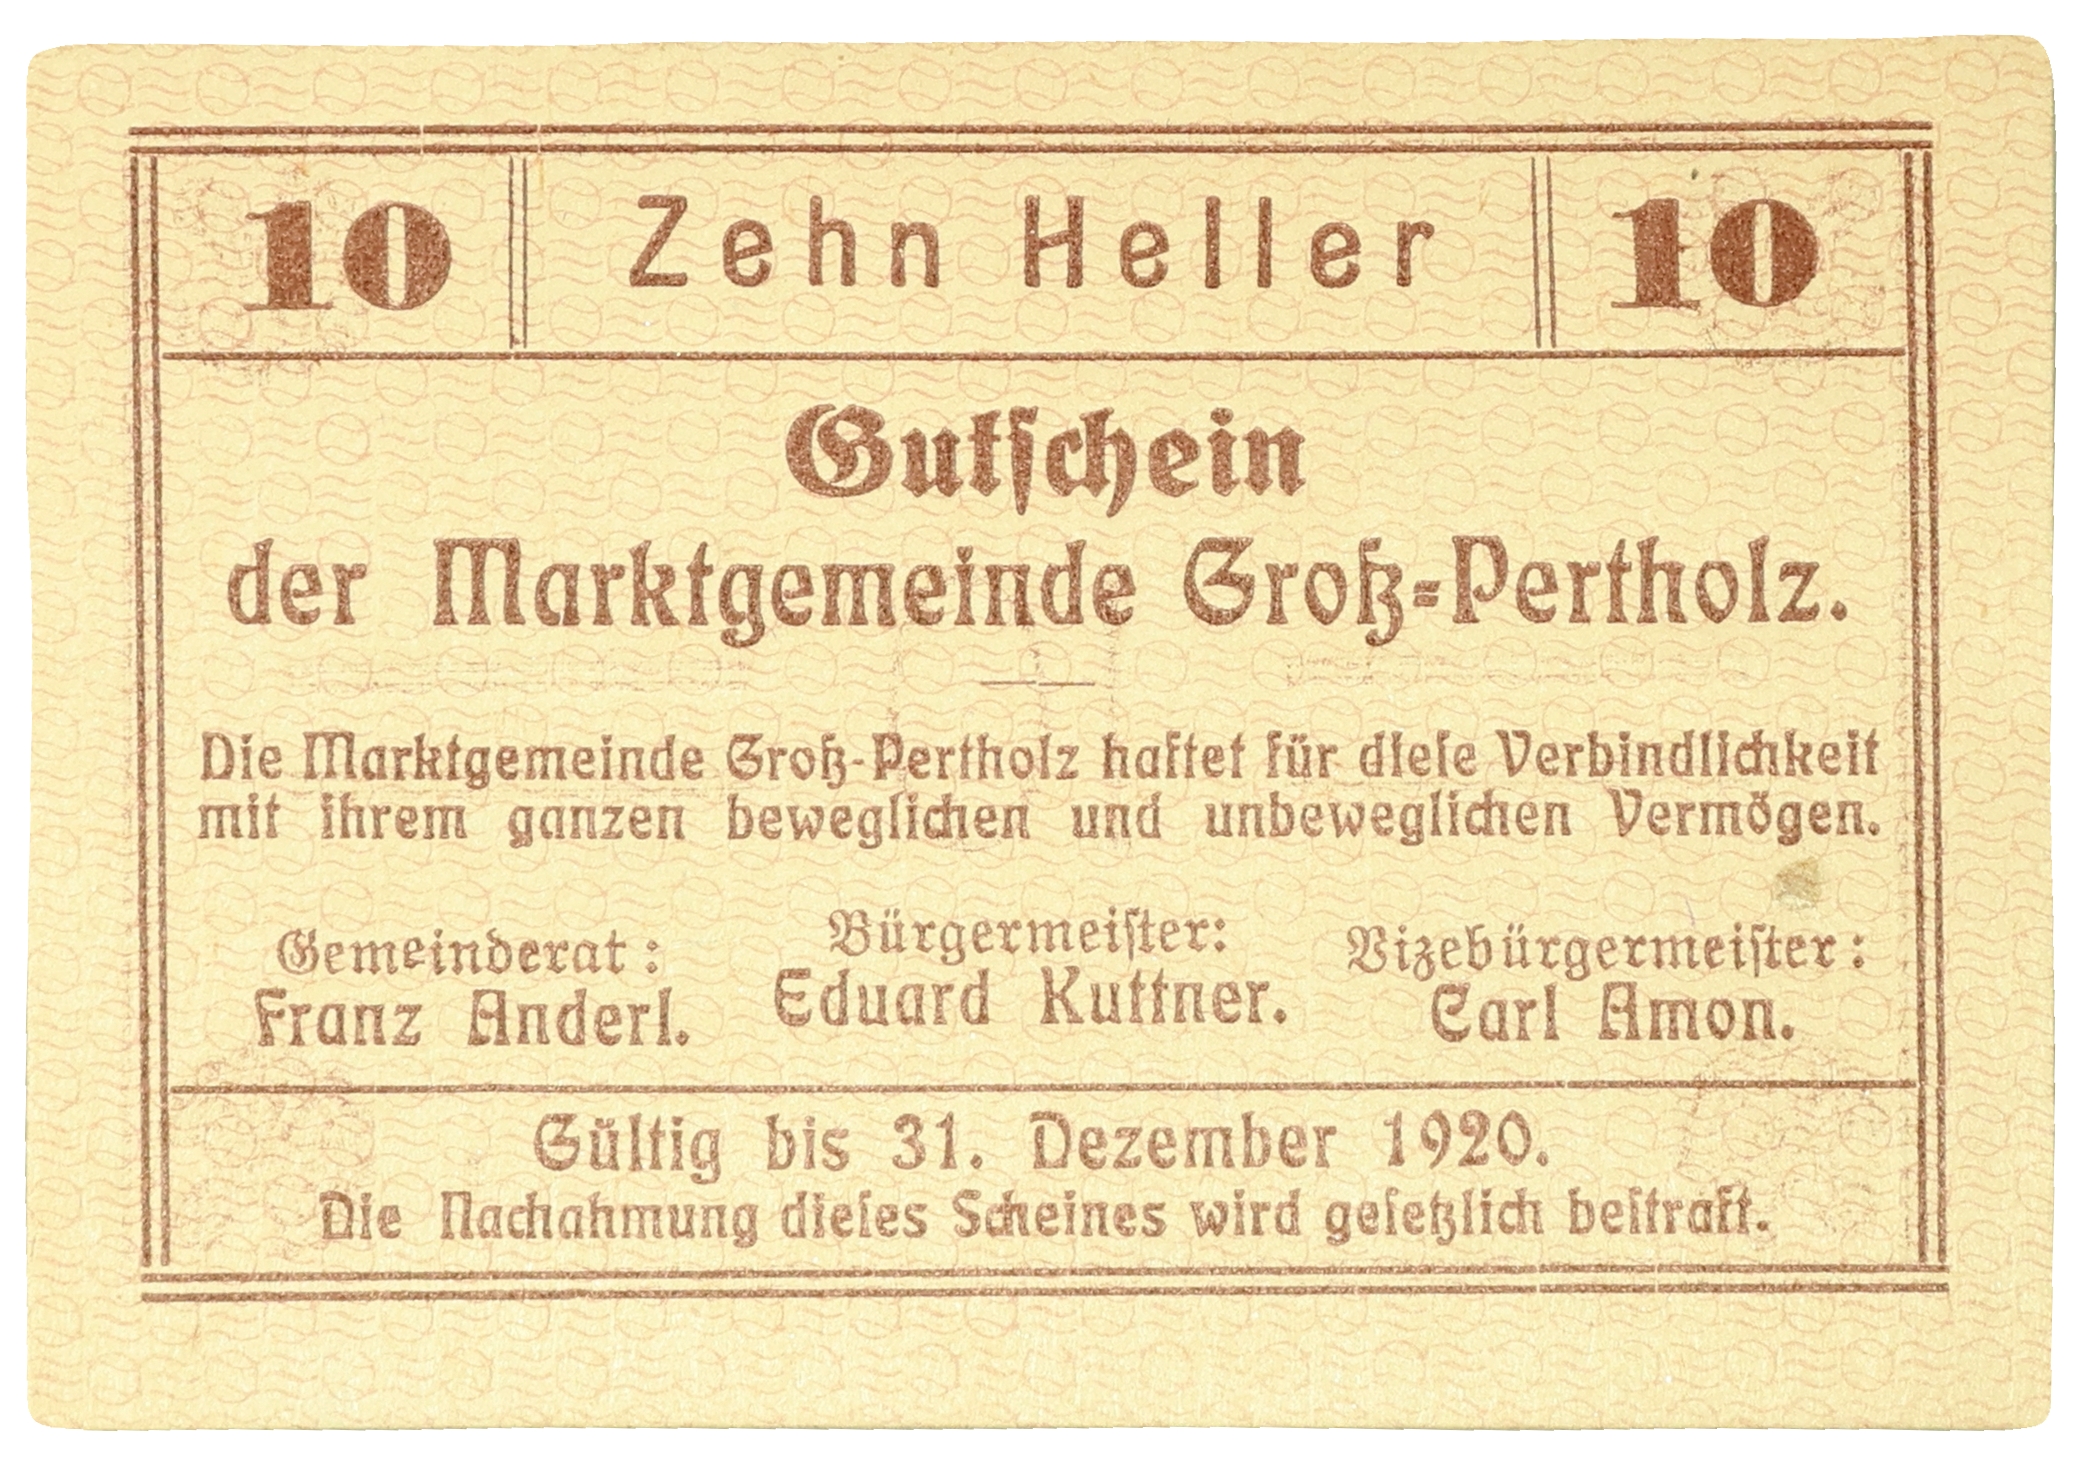 10 Zehn Heller 10
Gutschein
der Marktgemeinde Groß-Pertholz.
Die Marktgemeinde Groß-Pertholz haftet für diese Verbindlichkeit
mit ihrem ganzen beweglichen und unbeweglichen Vermögen.
Gemeinderat: Bürgermeister: Vizebürgermeister:
Franz Anderl. Eduard Kuttner. Carl Amon.
Gültig bis 31. Dezember 1920.
Die Nachahmung dieses Scheines wird gesetzlich bestraft.